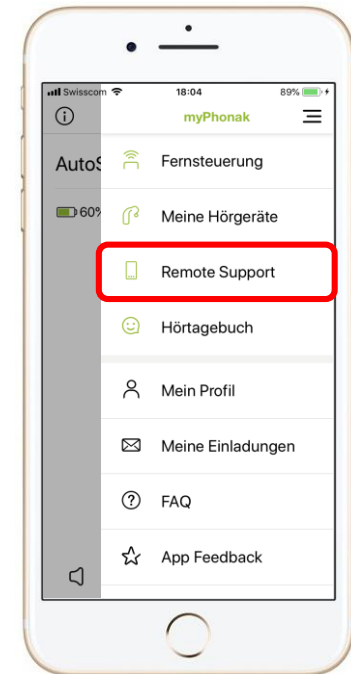 Swisscom 18:04 89%
myPhonak
AutoS
60%
Fernsteuerung
Meine Hörgeräte
Remote Support
Hörtagebuch
Mein Profil
Meine Einladungen
FAQ
App Feedback